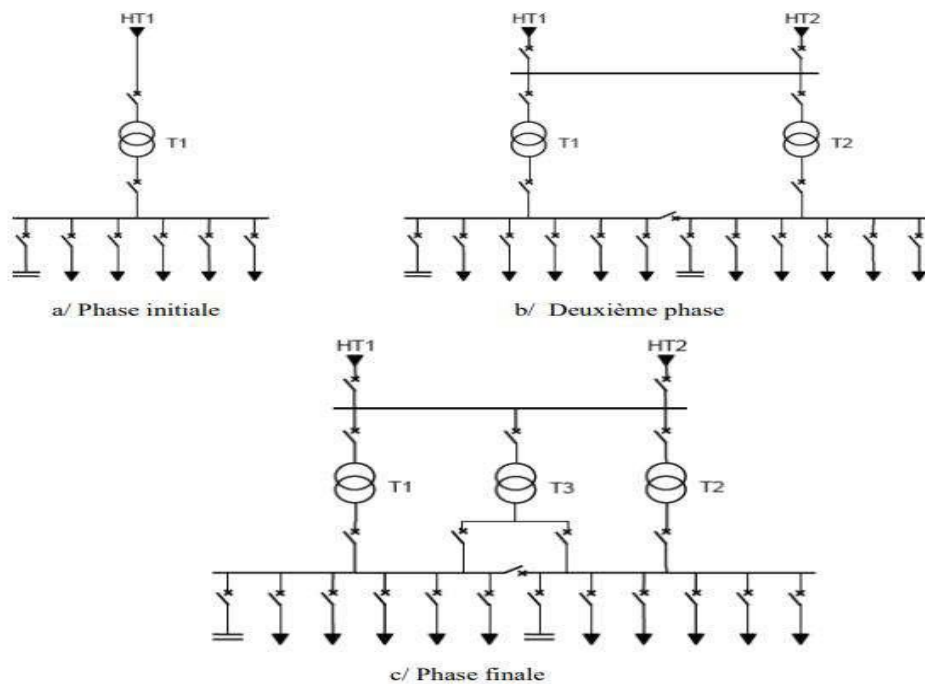 HT1
T1
a/ Phase initiale
HT1 HT2
T1 T2
b/ Deuxième phase
HT1 HT2
T1 T3 T2
c/ Phase finale